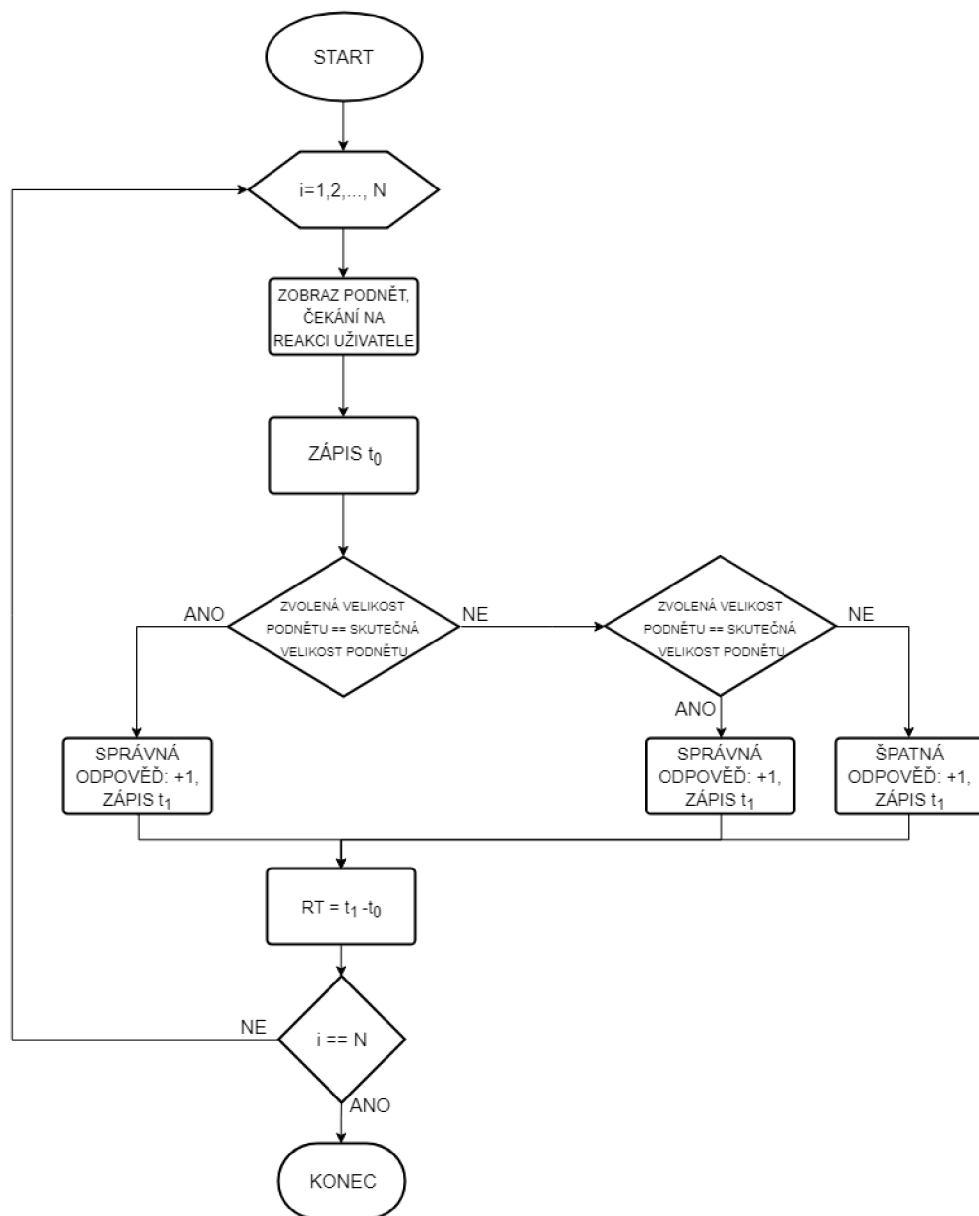 START
i=1,2,..., N
ZOBRAZ PODNĚT,
ČEKÁNÍ NA
REAKCI UŽIVATELE
ZÁPIS t0
ANO
ZVOLENÁ VELIKOST
PODNĚTU == SKUTEČNÁ
VELIKOST PODNĚTU
NE
ZVOLENÁ VELIKOST
PODNĚTU == SKUTEČNÁ
VELIKOST PODNĚTU
NE
ANO
SPRÁVNÁ
ODPOVĚĎ: +1,
ZÁPIS t1
SPRÁVNÁ
ODPOVĚĎ: +1,
ZÁPIS t1
ŠPATNÁ
ODPOVĚĎ: +1,
ZÁPIS t1
RT = t1 -t0
NE
i == N
ANO
KONEC